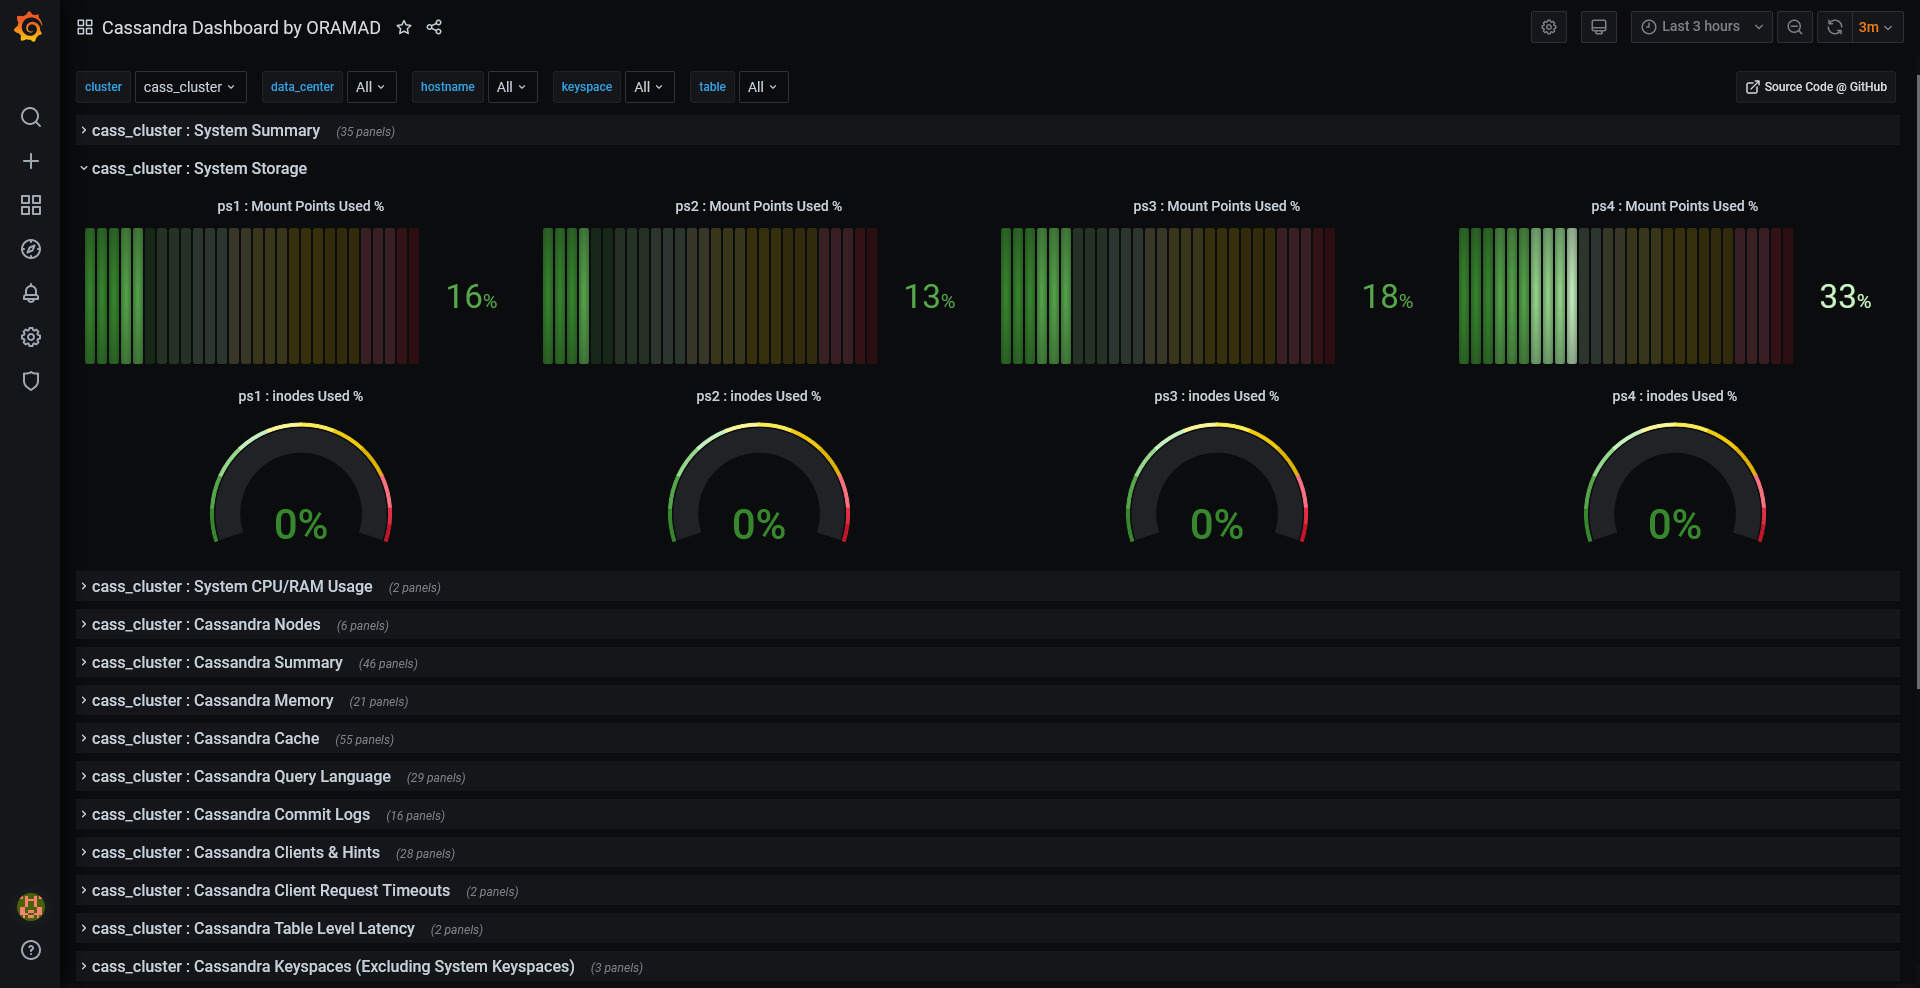 Cassandra Dashboard by ORAMAD
Last 3 hours
3m
cluster cass_cluster data_center All hostname All keyspace All table All
Source Code @ GitHub
cass_cluster : System Summary (35 panels)
cass_cluster : System Storage
ps1 : Mount Points Used % ps2 : Mount Points Used % ps3 : Mount Points Used % ps4 : Mount Points Used %
16% 13% 18% 33%
ps1 : inodes Used % ps2 : inodes Used % ps3 : inodes Used % ps4 : inodes Used %
0% 0% 0% 0%
cass_cluster : System CPU/RAM Usage (2 panels)
cass_cluster : Cassandra Nodes (6 panels)
cass_cluster : Cassandra Summary (46 panels)
cass_cluster : Cassandra Memory (21 panels)
cass_cluster : Cassandra Cache (55 panels)
cass_cluster : Cassandra Query Language (29 panels)
cass_cluster : Cassandra Commit Logs (16 panels)
cass_cluster : Cassandra Clients & Hints (28 panels)
cass_cluster : Cassandra Client Request Timeouts (2 panels)
cass_cluster : Cassandra Table Level Latency (2 panels)
cass_cluster : Cassandra Keyspaces (Excluding System Keyspaces) (3 panels)